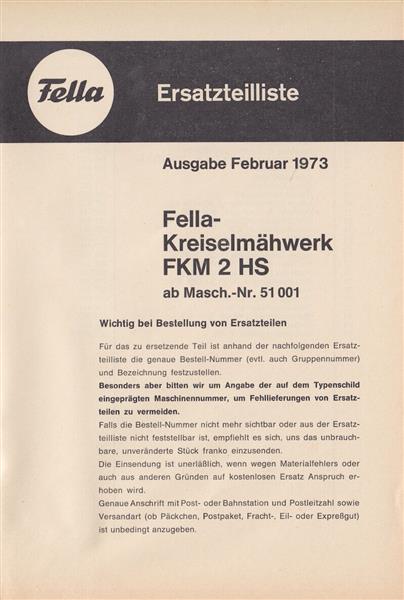 Fella
Ersatzteilliste
Ausgabe Februar 1973
Fella-
Kreiselmähwerk
FKM 2 HS
ab Masch.-Nr. 51 001
Wichtig bei Bestellung von Ersatzteilen
Für das zu ersetzende Teil ist anhand der nachfolgenden Ersatz-
teilliste die genaue Bestell-Nummer (evtl. auch Gruppennummer)
und Bezeichnung festzustellen.
Besonders aber bitten wir um Angabe der auf dem Typenschild
eingeprägten Maschinennummer, um Fehllieferungen von Ersatz-
teilen zu vermeiden.
Falls die Bestell-Nummer nicht mehr sichtbar oder aus der Ersatz-
teilliste nicht feststellbar ist, empfiehlt es sich, uns das unbrauch-
bare, unveränderte Stück franko einzusenden.
Die Einsendung ist unerläßlich, wenn wegen Materialfehlers oder
auch aus anderen Gründen auf kostenlosen Ersatz Anspruch er-
hoben wird.
Genaue Anschrift mit Post- oder Bahnstation und Postleitzahl sowie
Versandart (ob Päckchen, Postpaket, Fracht-, Eil- oder Expreßgut)
ist unbedingt anzugeben.